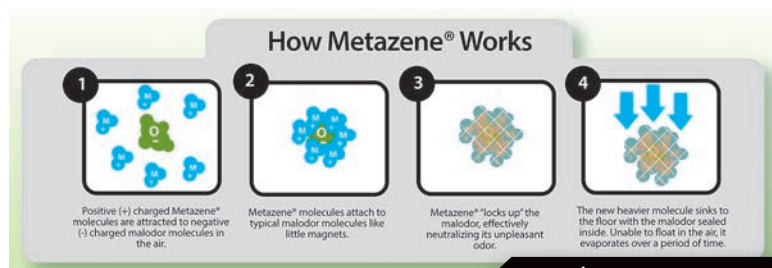 How Metazene® Works
1
M
+
M
+
M
+
M
+
M
+
M
+
O
-
Positive (+) charged Metazene®
molecules are attracted to negative
(-) charged malodor molecules in
the air.
2
M
M
M
M
M
M
O
Metazene® molecules attach to
typical malodor molecules like
little magnets.
3
Metazene® "locks up" the
malodor, effectively
neutralizing its unpleasant
odor.
4
The new heavier molecule sinks to
the floor with the malodor sealed
inside. Unable to float in the air, it
evaporates over a period of time.